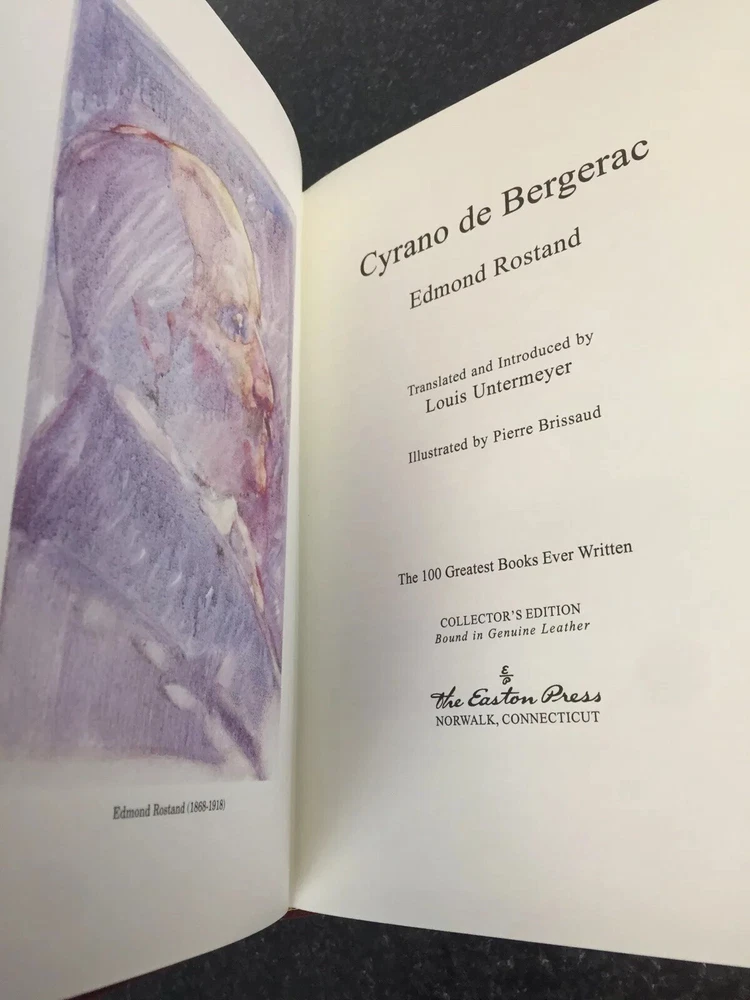 Edmond Rostand (1868-1918)
Cyrano de Bergerac
Edmond Rostand
Translated and Introduced by
Louis Untermeyer
Illustrated by Pierre Brissaud
The 100 Greatest Books Ever Written
COLLECTOR'S EDITION
Bound in Genuine Leather
The Easton Press
NORWALK, CONNECTICUT